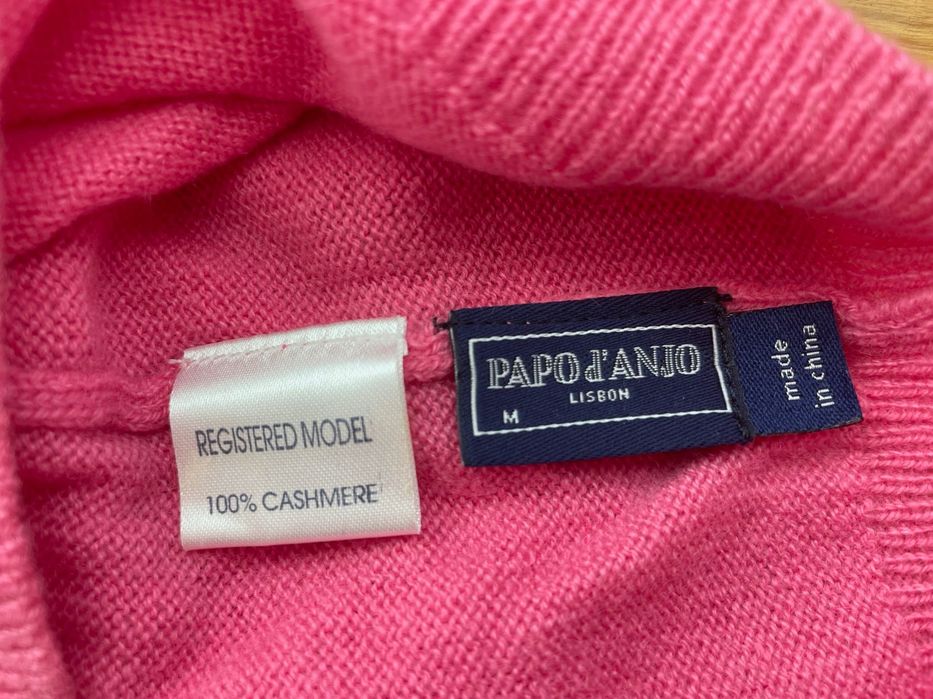 REGISTERED MODEL
100% CASHMERE
PAPO d'ANJO
LISBON
M
made
in china